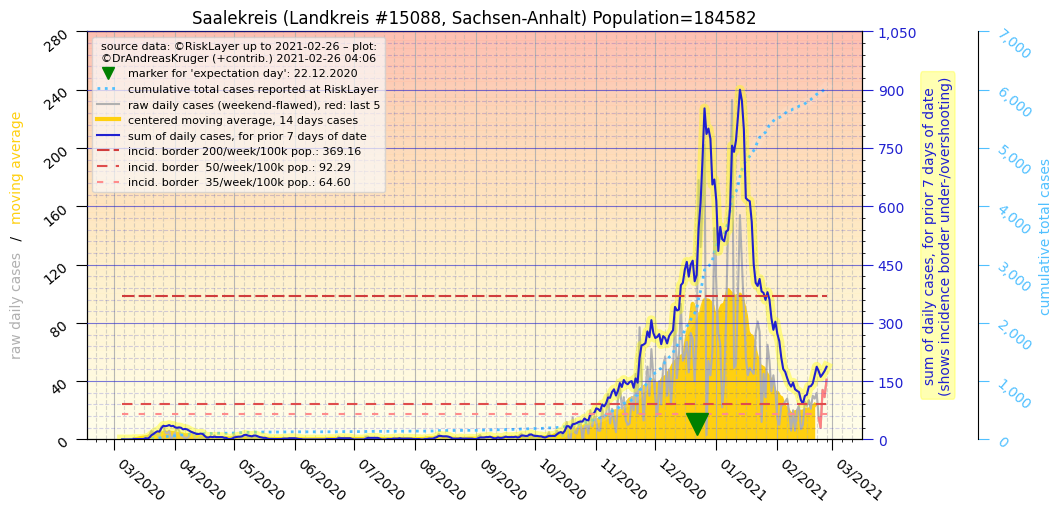 Saalekreis (Landkreis #15088, Sachsen-Anhalt) Population=184582
source data: ©RiskLayer up to 2021-02-26 – plot:
©DrAndreasKruger (+contrib.) 2021-02-26 04:06
marker for 'expectation day': 22.12.2020
cumulative total cases reported at RiskLayer
raw daily cases (weekend-flawed), red: last 5
centered moving average, 14 days cases
sum of daily cases, for prior 7 days of date
incid. border 200/week/100k pop.: 369.16
incid. border  50/week/100k pop.: 92.29
incid. border  35/week/100k pop.: 64.60
raw daily cases  /  moving average
280
240
200
160
120
80
40
0
03/2020
04/2020
05/2020
06/2020
07/2020
08/2020
09/2020
10/2020
11/2020
12/2020
01/2021
02/2021
03/2021
1,050
900
750
600
450
300
150
0
sum of daily cases, for prior 7 days of date
(shows incidence border under-/overshooting)
7,000
6,000
5,000
4,000
3,000
2,000
1,000
0
cumulative total cases